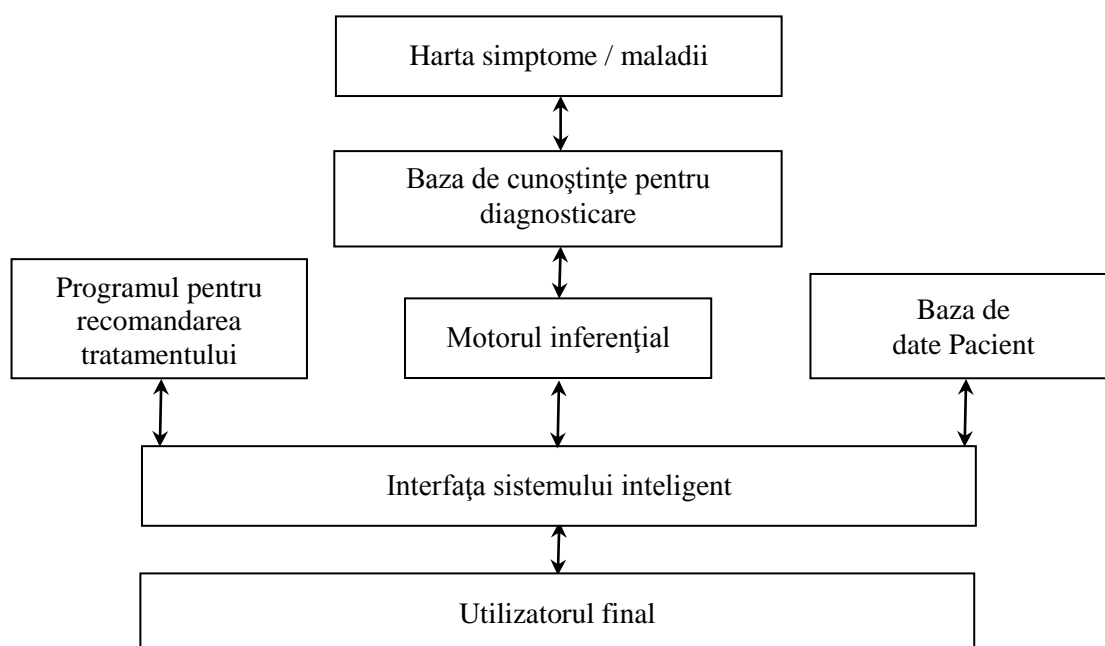 Harta simptome / maladii
Baza de cunoştinţe pentru
diagnosticare
Programul pentru
recomandarea
tratamentului
Motorul inferenţial
Baza de
date Pacient
Interfaţa sistemului inteligent
Utilizatorul final